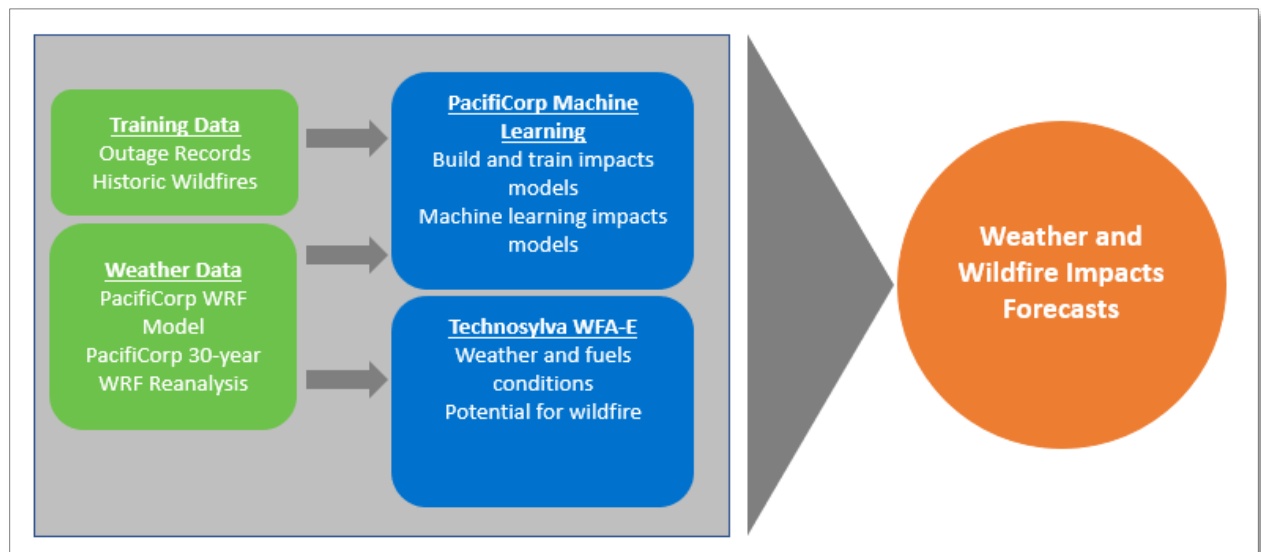 Training Data
Outage Records
Historic Wildfires
Weather Data
PacifiCorp WRF
Model
PacifiCorp 30-year
WRF Reanalysis
PacifiCorp Machine
Learning
Build and train impacts
models
Machine learning impacts
models
Technosylva WFA-E
Weather and fuels
conditions
Potential for wildfire
Weather and
Wildfire Impacts
Forecasts